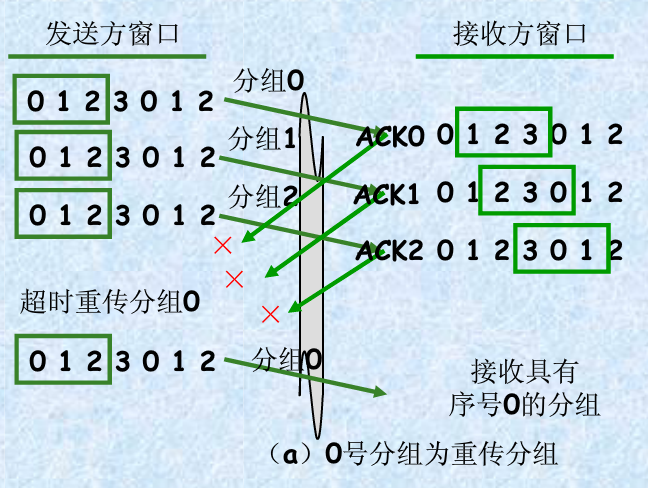 发送方窗口
接收方窗口
分组0
0 1 2 3 0 1 2
ACK0 0 1 2 3 0 1 2
分组1
0 1 2 3 0 1 2
ACK1 0 1 2 3 0 1 2
分组2
0 1 2 3 0 1 2
ACK2 0 1 2 3 0 1 2
超时重传分组0
0 1 2 3 0 1 2
分组0
接收具有
序号0的分组
（a）0号分组为重传分组